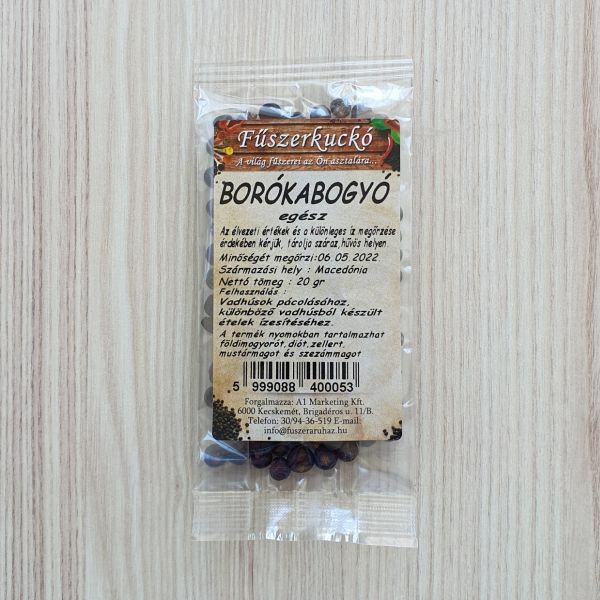 Fűszerkuckó
A világ fűszerei az Ön asztalára...
BORÓKABOGYÓ
egész
Az élvezeti értékek és a különleges íz megőrzése
érdekében kérjük, tárolja száraz,hűvös helyen.
Minőségét megőrzi:06.05.2022.
Származási hely : Macedónia
Nettó tömeg : 20 gr
Felhasználás :
Vadhúsok pácolásához,
különböző vadhúsból készült
ételek ízesítéséhez.
A termék nyomokban tartalmazhat
földimogyorót,diót,zellert,
mustármagot és szezámmagot
5 999088 400053
Forgalmazza: A1 Marketing Kft.
6000 Kecskemét, Brigadéros u. 11/B.
Telefon: 30/94-36-519 E-mail:
info@fuszeraruhaz.hu